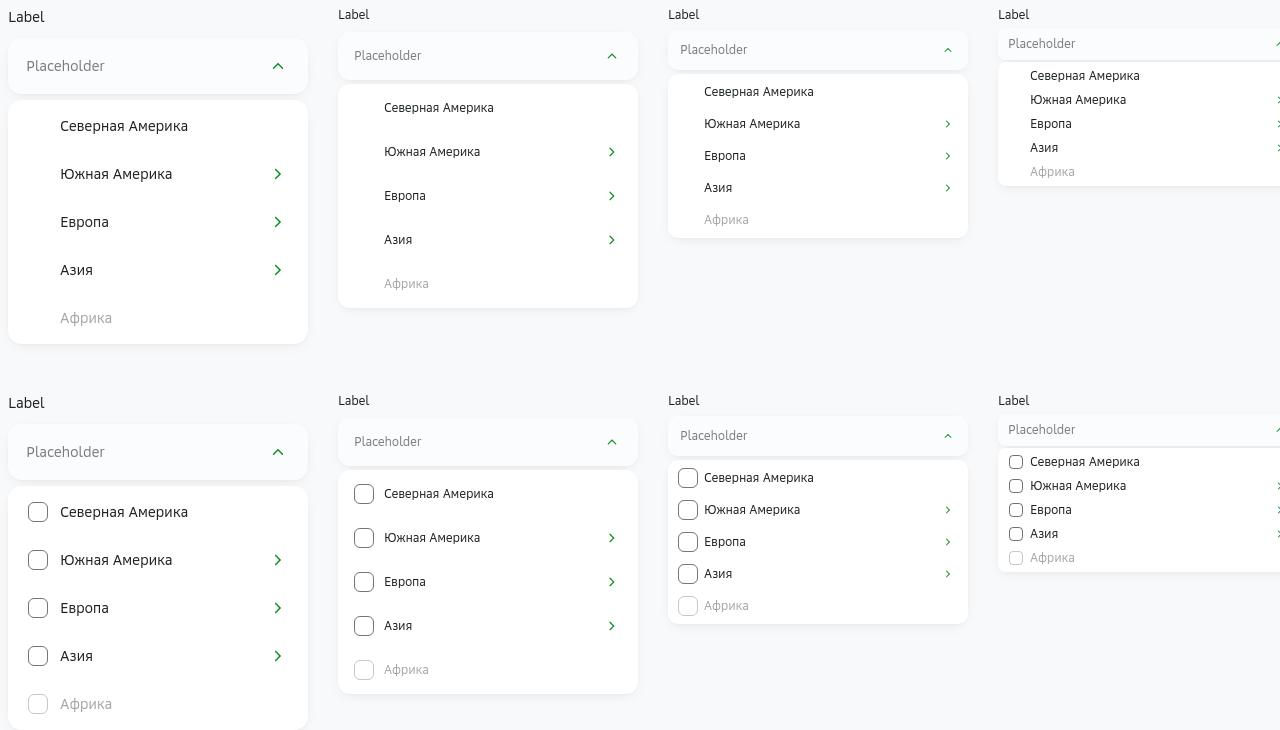 Label
Placeholder
Северная Америка
Южная Америка
Европа
Азия
Африка
Label
Placeholder
Северная Америка
Южная Америка
Европа
Азия
Африка
Label
Placeholder
Северная Америка
Южная Америка
Европа
Азия
Африка
Label
Placeholder
Северная Америка
Южная Америка
Европа
Азия
Африка
Label
Placeholder
Северная Америка
Южная Америка
Европа
Азия
Африка
Label
Placeholder
Северная Америка
Южная Америка
Европа
Азия
Африка
Label
Placeholder
Северная Америка
Южная Америка
Европа
Азия
Африка
Label
Placeholder
Северная Америка
Южная Америка
Европа
Азия
Африка